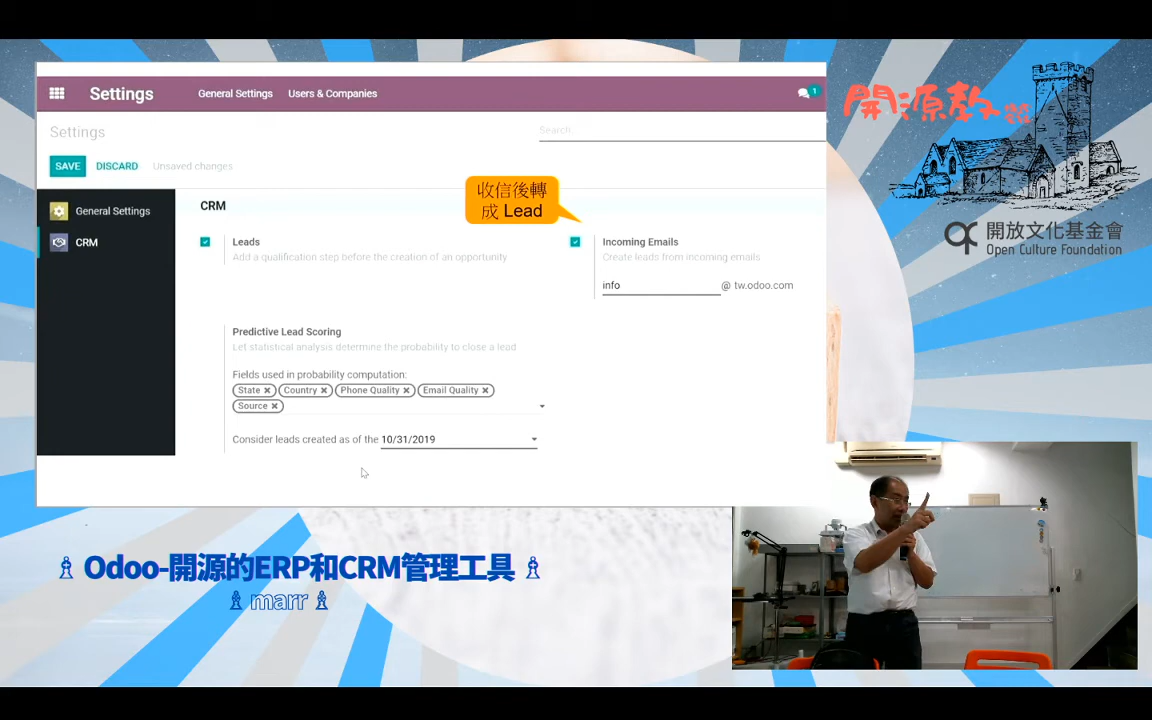 Settings
General Settings
Users & Companies
1
Settings
Search...
SAVE
DISCARD
Unsaved changes
General Settings
CRM
CRM
收信後轉
成 Lead
Leads
Add a qualification step before the creation of an opportunity
Incoming Emails
Create leads from incoming emails
info
@ tw.odoo.com
Predictive Lead Scoring
Let statistical analysis determine the probability to close a lead
Fields used in probability computation:
State × Country × Phone Quality × Email Quality ×
Source ×
Consider leads created as of the 10/31/2019
開源教
開放文化基金會
Open Culture Foundation
Odoo-開源的ERP和CRM管理工具
marr